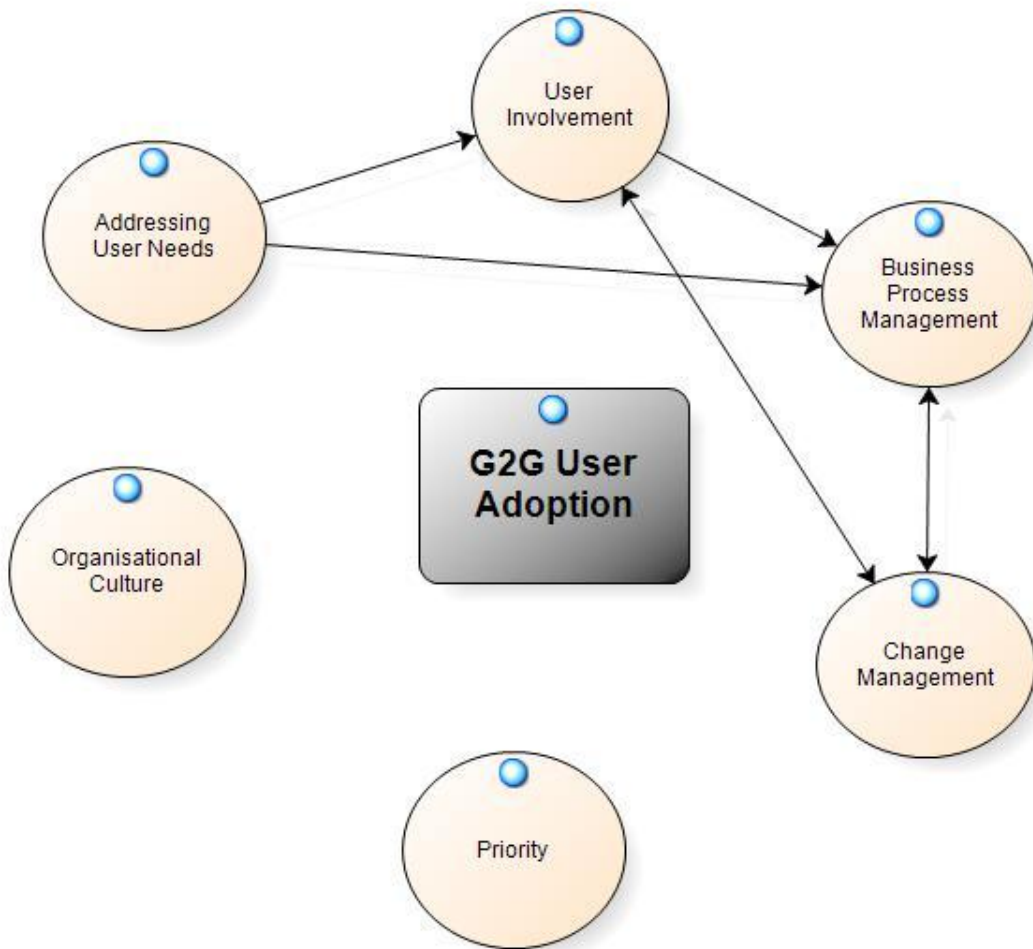 User
Involvement
Addressing
User Needs
Business
Process
Management
G2G User
Adoption
Organisational
Culture
Change
Management
Priority